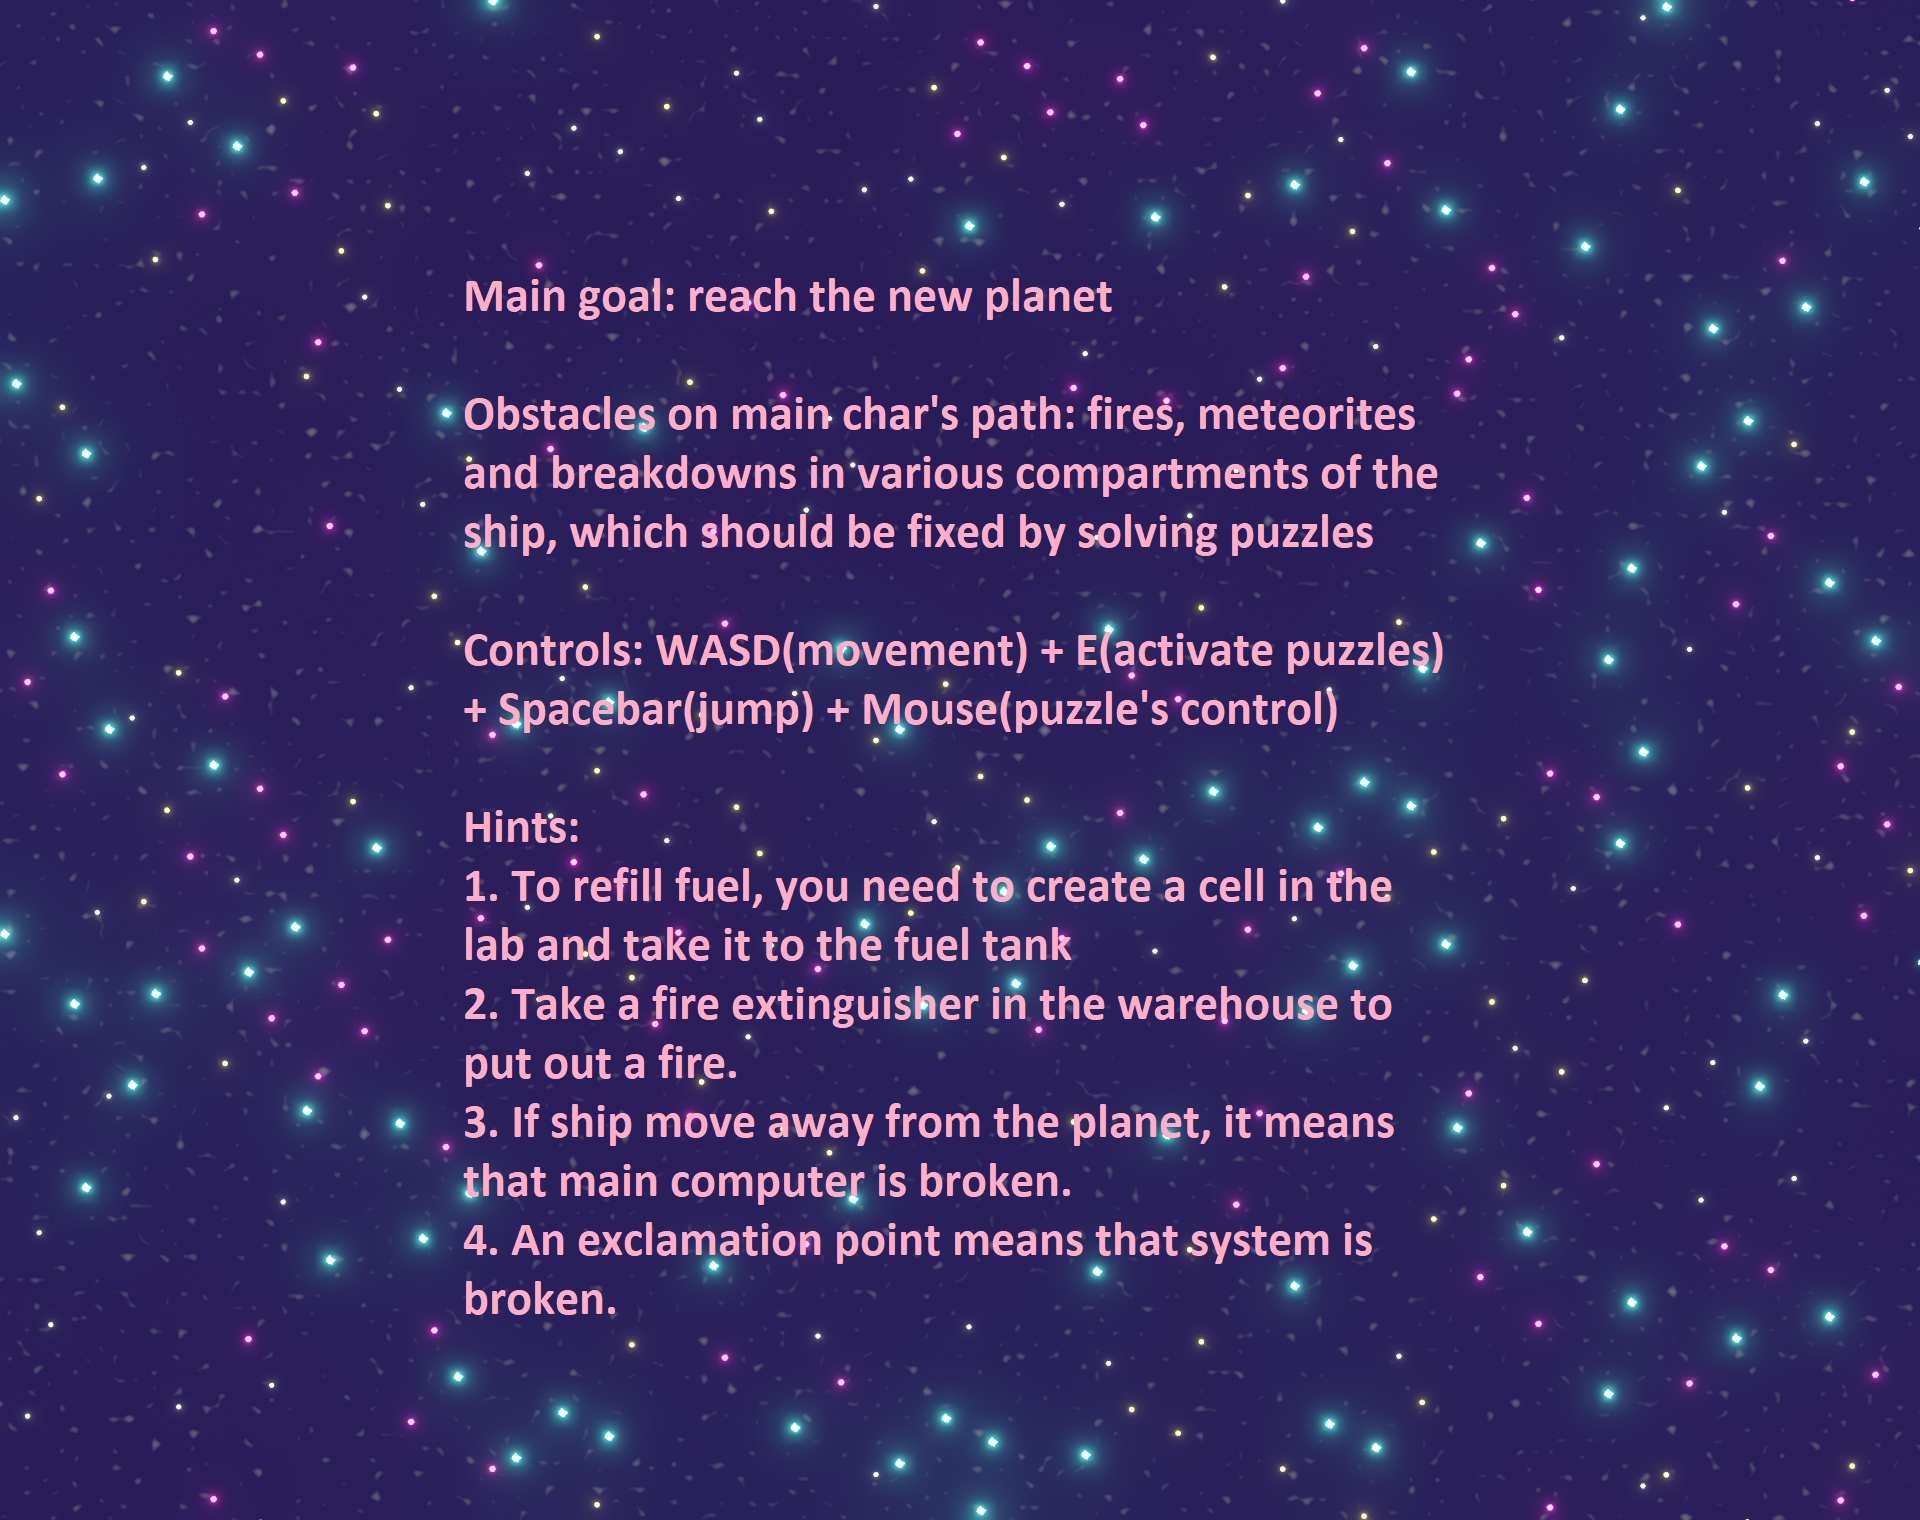 Main goal: reach the new planet
Obstacles on main char's path: fires, meteorites
and breakdowns in various compartments of the
ship, which should be fixed by solving puzzles
Controls: WASD(movement) + E(activate puzzles)
+ Spacebar(jump) + Mouse(puzzle's control)
Hints:
1. To refill fuel, you need to create a cell in the
lab and take it to the fuel tank
2. Take a fire extinguisher in the warehouse to
put out a fire.
3. If ship move away from the planet, it means
that main computer is broken.
4. An exclamation point means that system is
broken.